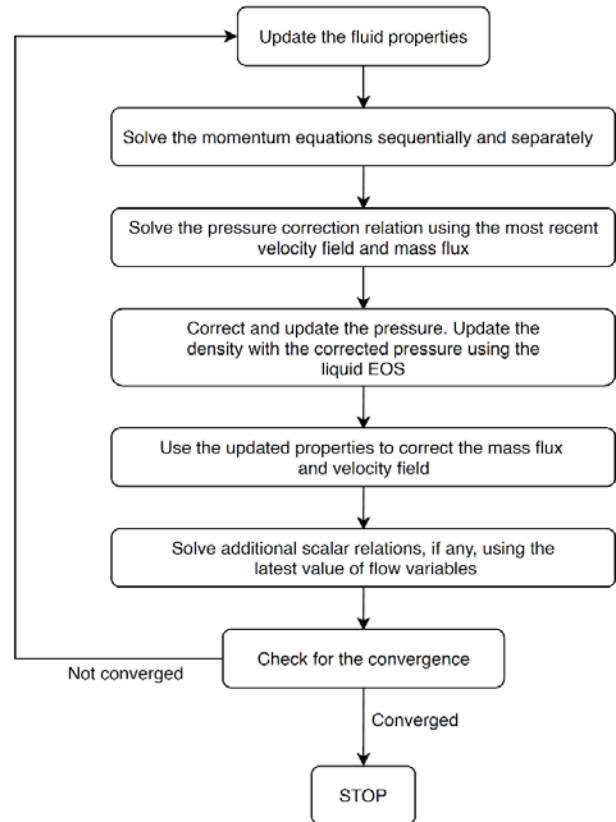 Update the fluid properties
Solve the momentum equations sequentially and separately
Solve the pressure correction relation using the most recent
velocity field and mass flux
Correct and update the pressure. Update the
density with the corrected pressure using the
liquid EOS
Use the updated properties to correct the mass flux
and velocity field
Solve additional scalar relations, if any, using the
latest value of flow variables
Check for the convergence
Not converged
Converged
STOP